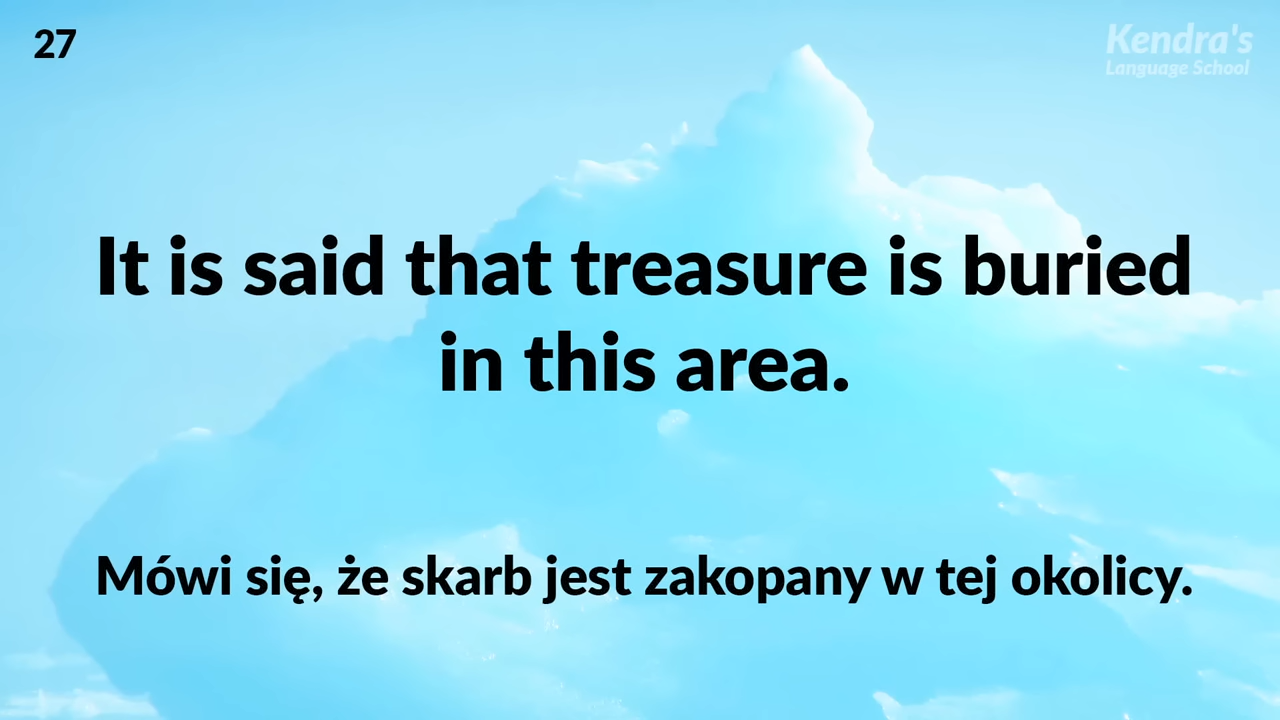 27
Kendra's
Language School
It is said that treasure is buried
in this area.
Mówi się, że skarb jest zakopany w tej okolicy.